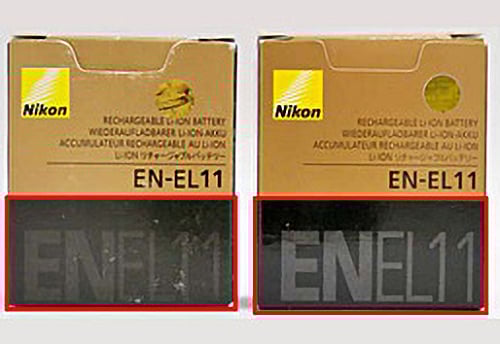 Nikon
RECHARGEABLE Li-ION BATTERY
WIEDERAUFLADBARER Li-ION-AKKU
ACCUMULATEUR RECHARGEABLE AU Li-ION
Li-ION リチャージャブルバッテリー
EN-EL11
ENEL11
Nikon
RECHARGEABLE Li-ION BATTERY
WIEDERAUFLADBARER Li-ION-AKKU
ACCUMULATEUR RECHARGEABLE AU Li-ION
Li-ION リチャージャブルバッテリー
EN-EL11
ENEL11